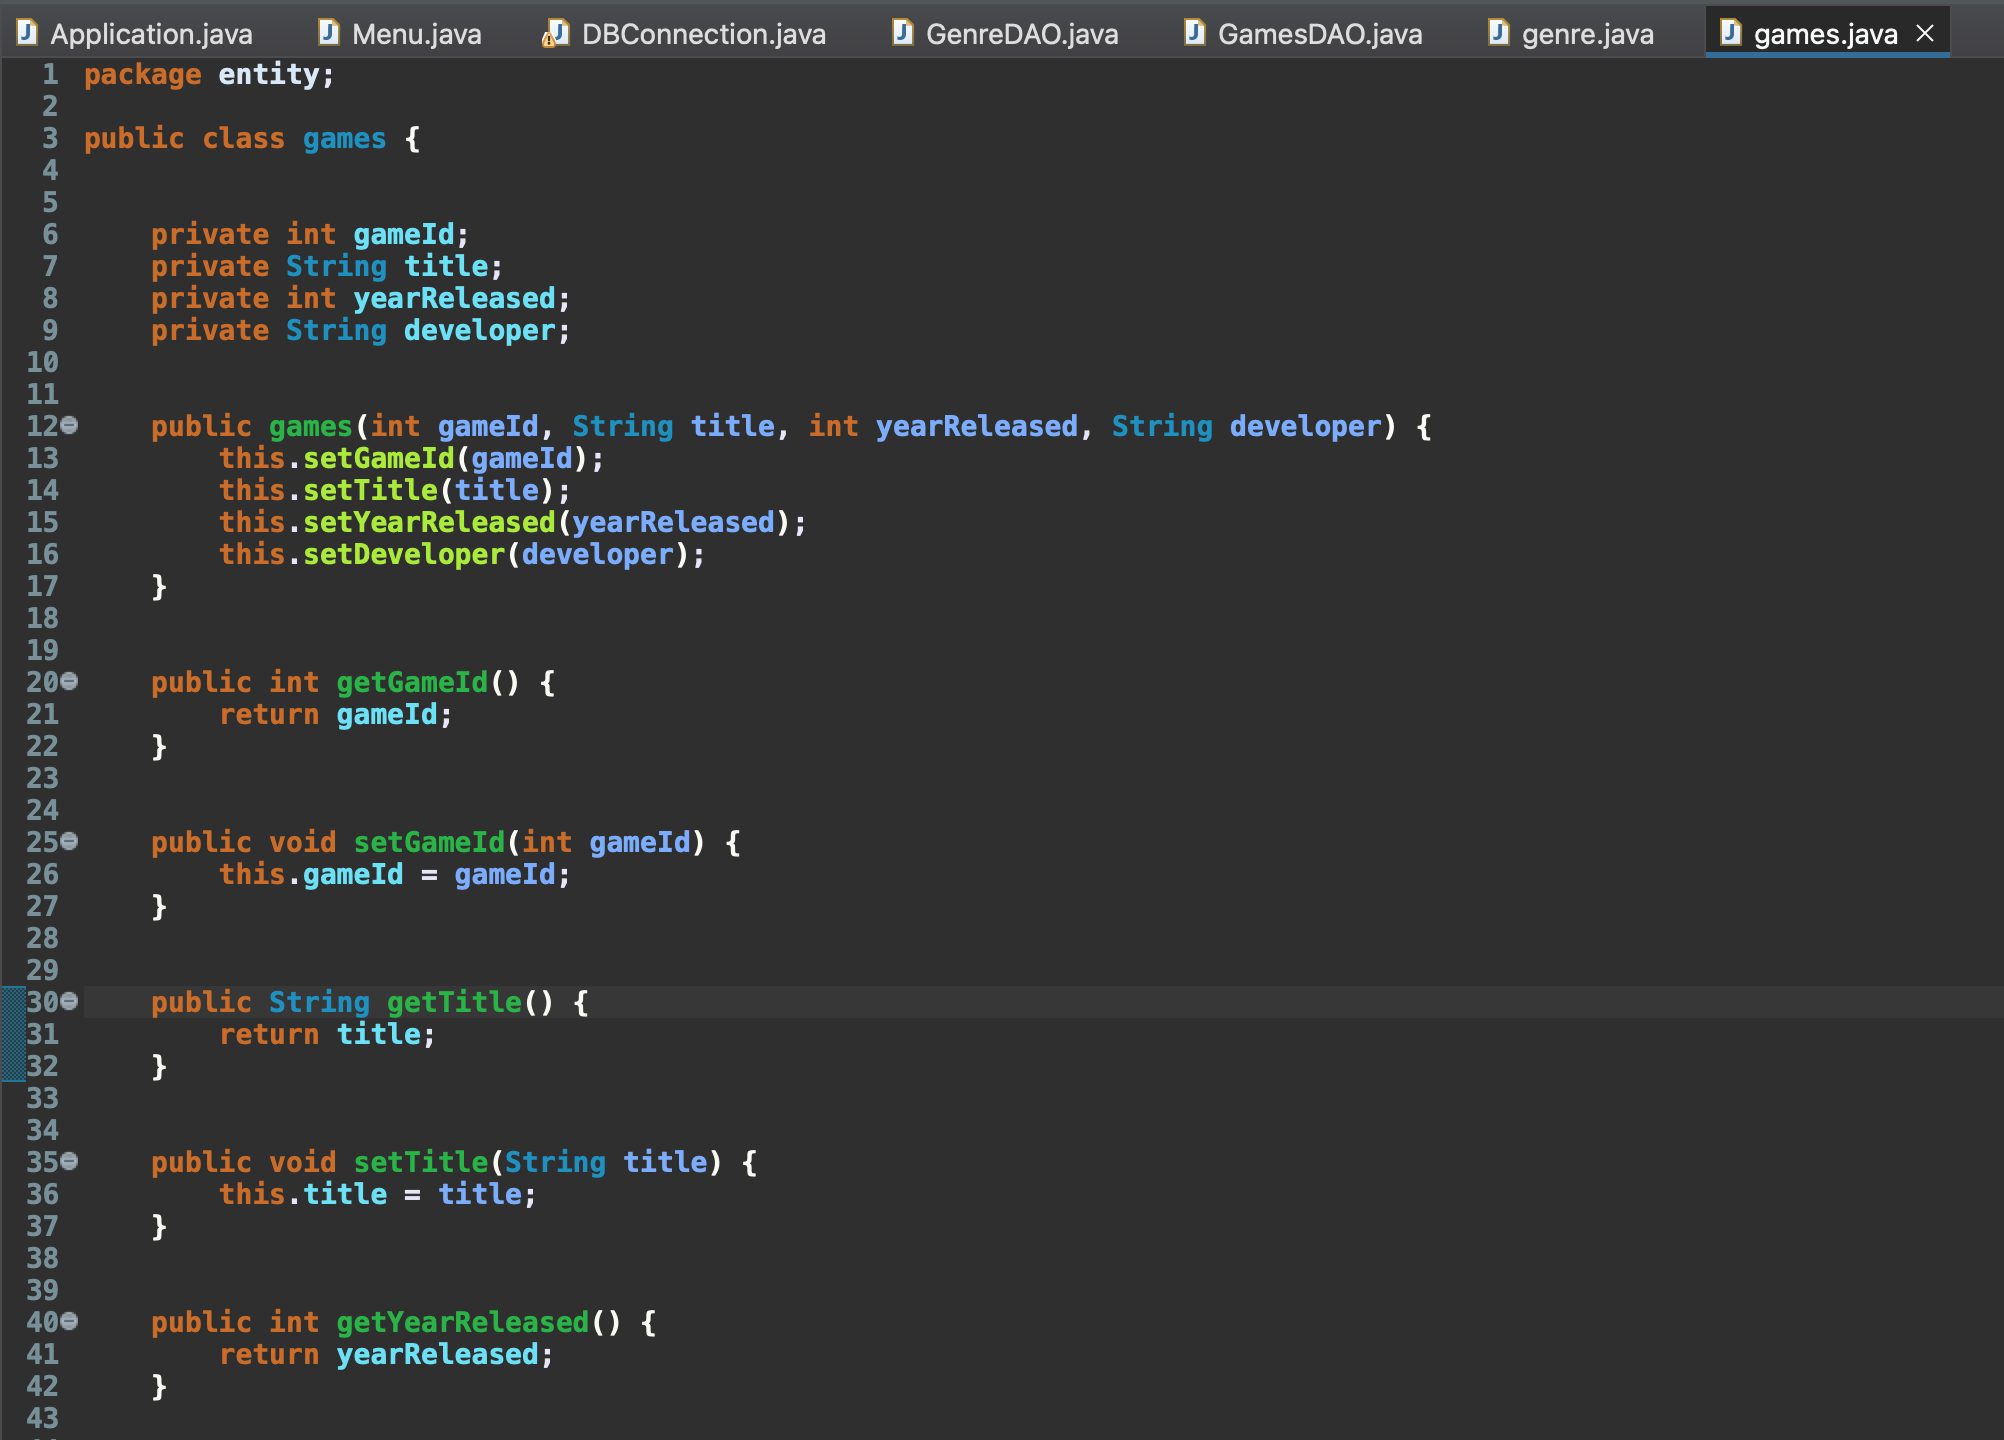 Application.java Menu.java DBConnection.java GenreDAO.java GamesDAO.java genre.java games.java
1 package entity;
2
3 public class games {
4
5
6     private int gameId;
7     private String title;
8     private int yearReleased;
9     private String developer;
10
11
12     public games(int gameId, String title, int yearReleased, String developer) {
13         this.setGameId(gameId);
14         this.setTitle(title);
15         this.setYearReleased(yearReleased);
16         this.setDeveloper(developer);
17     }
18
19
20     public int getGameId() {
21         return gameId;
22     }
23
24
25     public void setGameId(int gameId) {
26         this.gameId = gameId;
27     }
28
29
30     public String getTitle() {
31         return title;
32     }
33
34
35     public void setTitle(String title) {
36         this.title = title;
37     }
38
39
40     public int getYearReleased() {
41         return yearReleased;
42     }
43